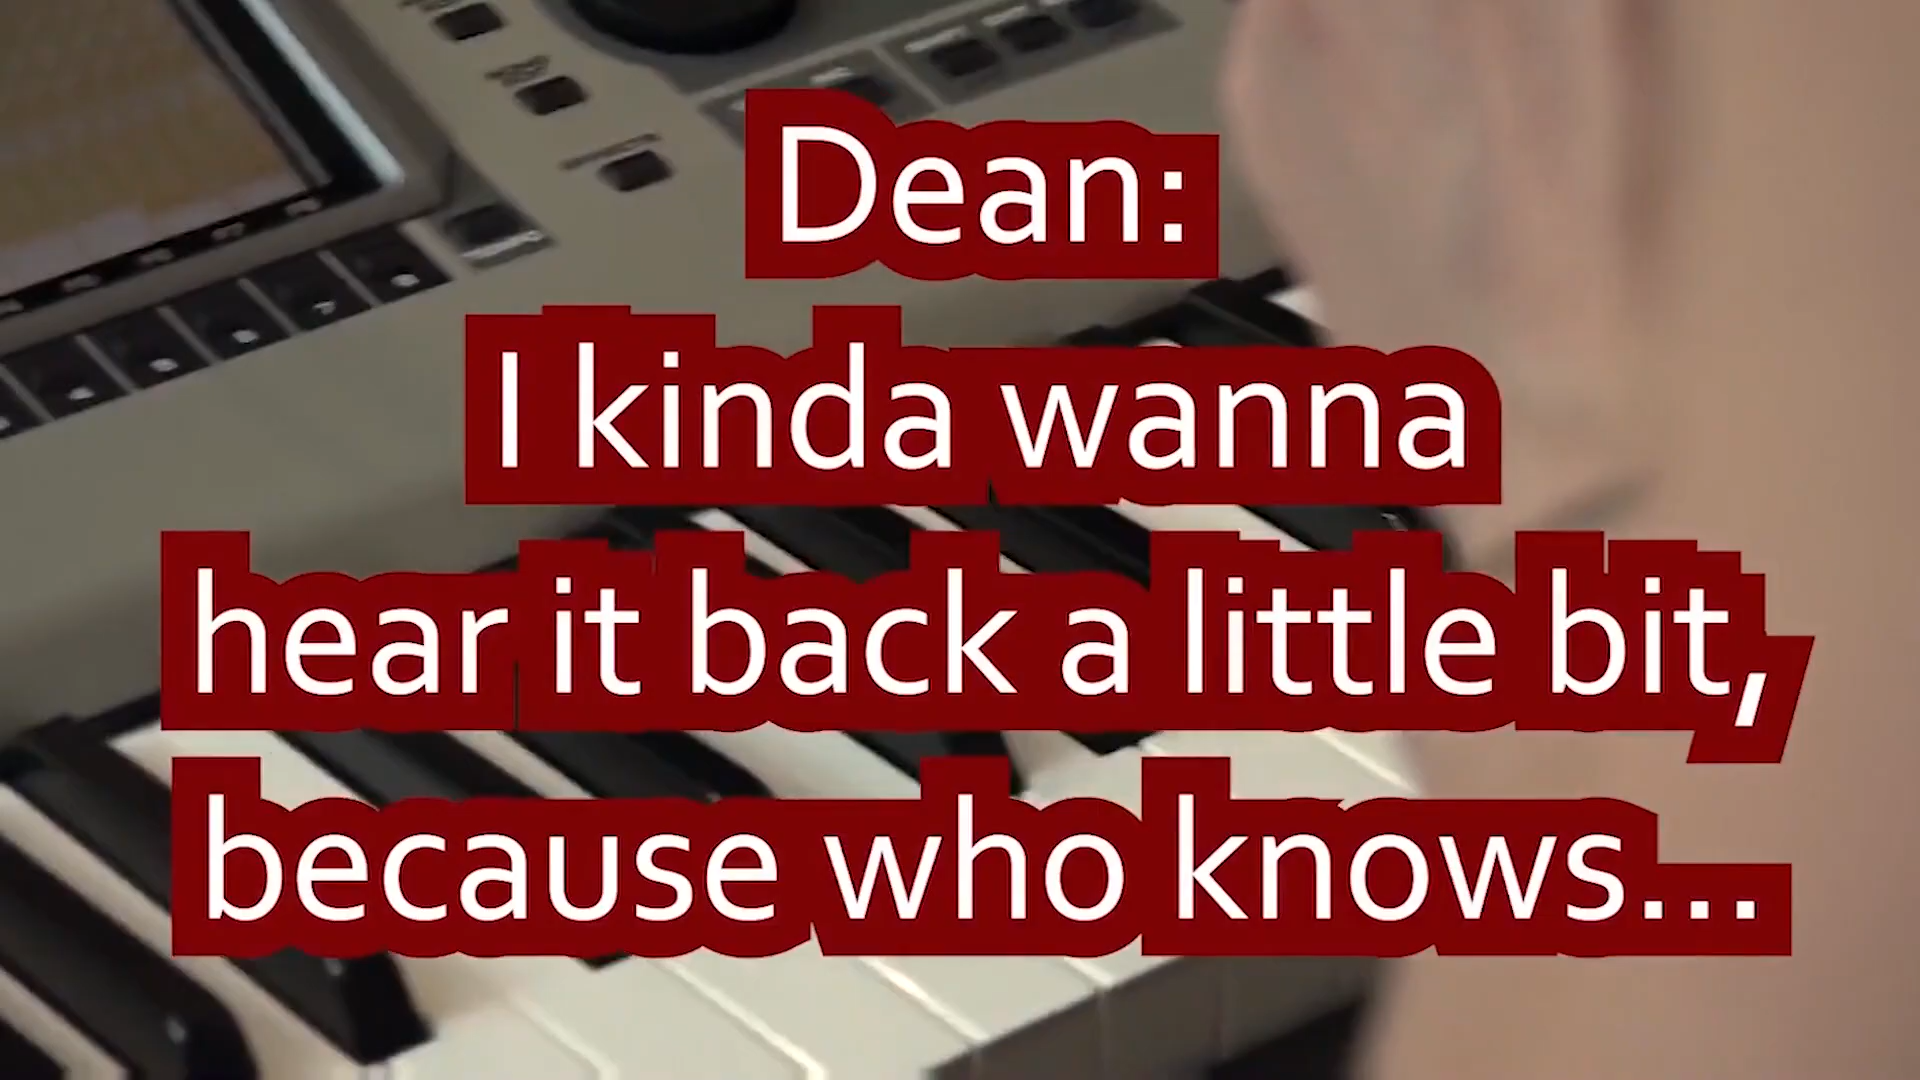 Dean:
I kinda wanna
hear it back a little bit,
because who knows...